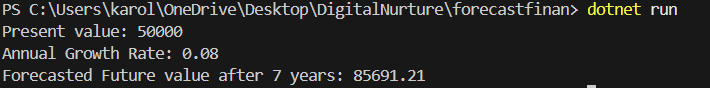 PS C:\Users\karol\OneDrive\Desktop\DigitalNurture\forecastfinan> dotnet run
Present value: 50000
Annual Growth Rate: 0.08
Forecasted Future value after 7 years: 85691.21